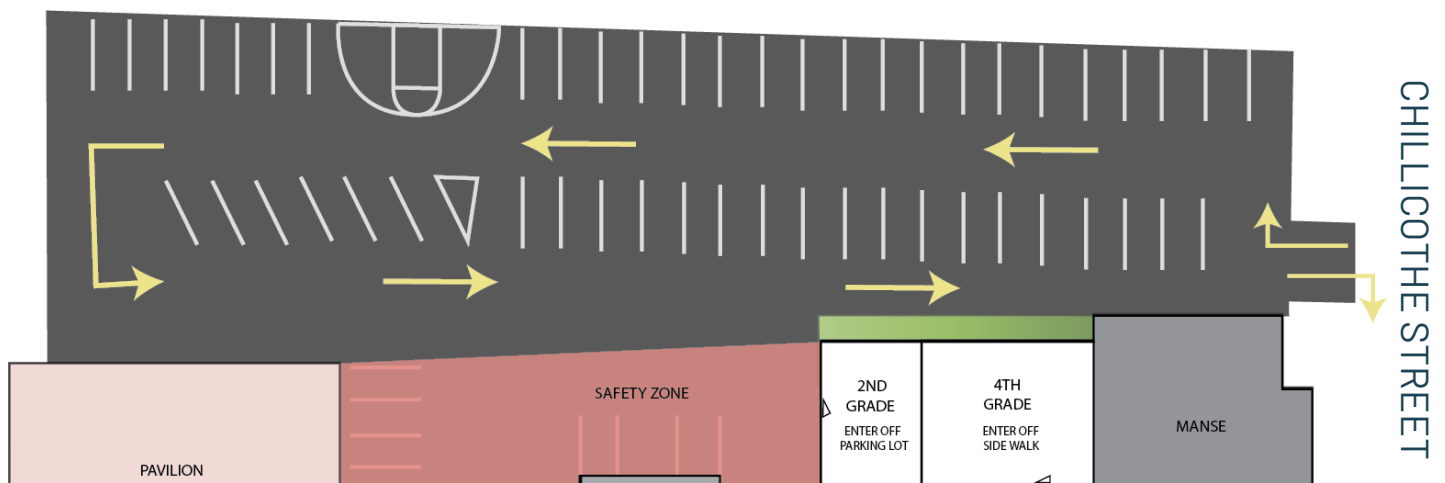 CHILLICOTHE STREET
SAFETY ZONE
2ND
GRADE
ENTER OFF
PARKING LOT
4TH
GRADE
ENTER OFF
SIDE WALK
MANSE
PAVILION